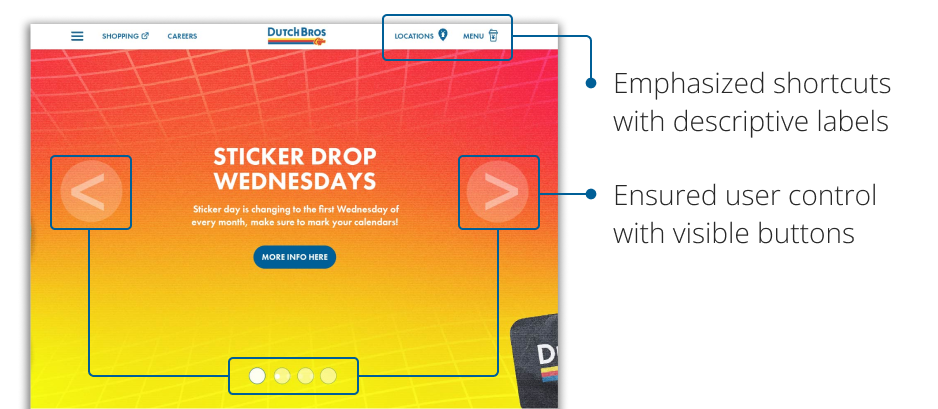 SHOPPING
CAREERS
DUTCH BROS
LOCATIONS
MENU
Emphasized shortcuts
with descriptive labels
STICKER DROP
WEDNESDAYS
Sticker day is changing to the first Wednesday of
every month, make sure to mark your calendars!
MORE INFO HERE
<
>
Ensured user control
with visible buttons